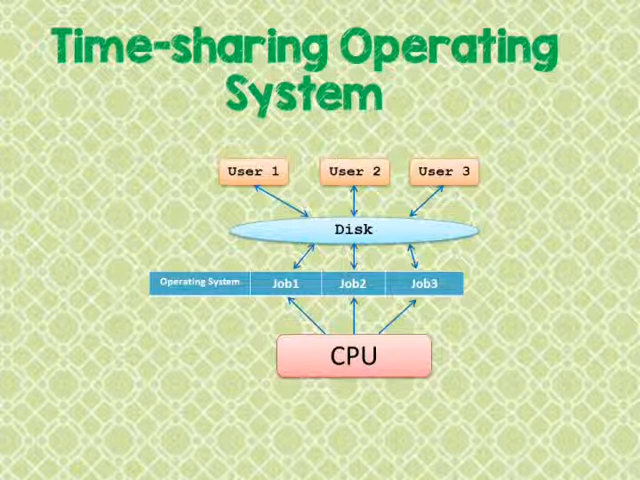 Time-sharing Operating
System
User 1 User 2 User 3
Disk
Operating System Job1 Job2 Job3
CPU